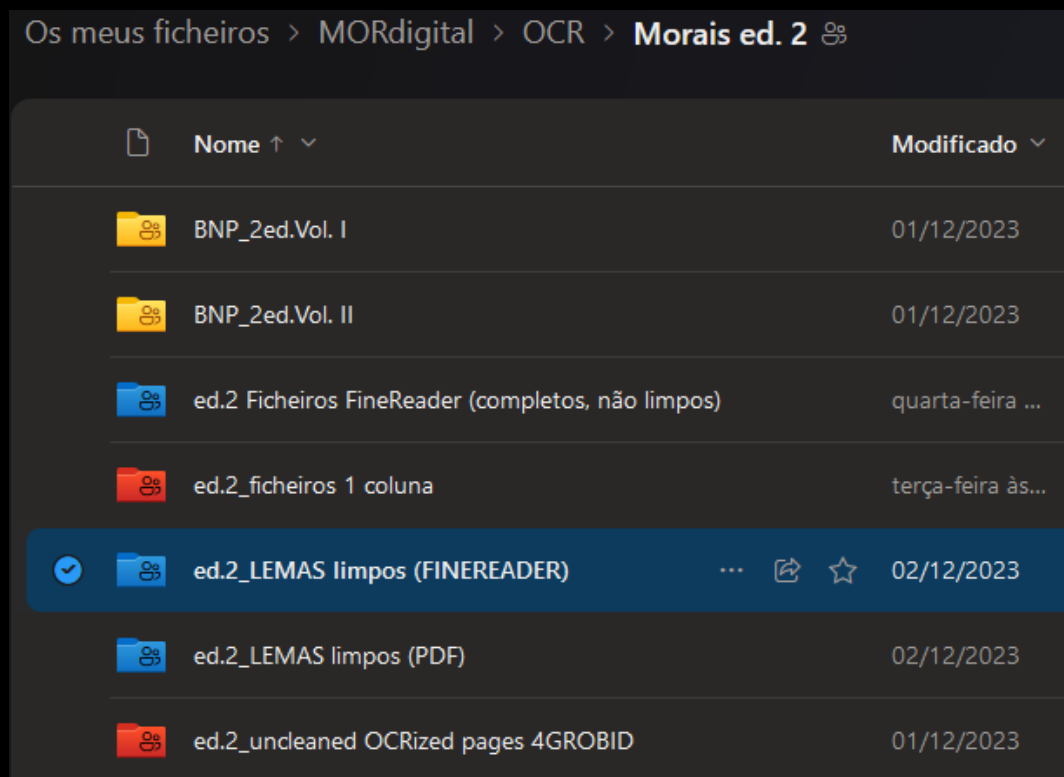 Os meus ficheiros > MORdigital > OCR > Morais ed. 2
Nome Modificado
BNP_2ed.Vol. I 01/12/2023
BNP_2ed.Vol. II 01/12/2023
ed.2 Ficheiros FineReader (completos, não limpos) quarta-feira ...
ed.2_ficheiros 1 coluna terça-feira às...
ed.2_LEMAS limpos (FINEREADER) ... 02/12/2023
ed.2_LEMAS limpos (PDF) 02/12/2023
ed.2_uncleaned OCRized pages 4GROBID 01/12/2023